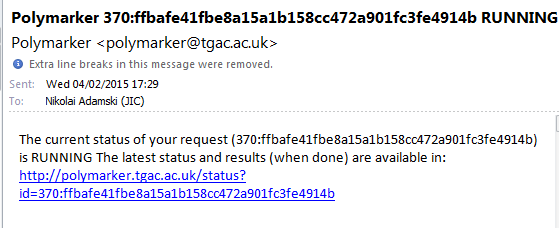 Polymarker 370:ffbafe41fbe8a15a1b158cc472a901fc3fe4914b RUNNING
Polymarker <polymarker@tgac.ac.uk>
Extra line breaks in this message were removed.
Sent: Wed 04/02/2015 17:29
To: Nikolai Adamski (JIC)
The current status of your request (370:ffbafe41fbe8a15a1b158cc472a901fc3fe4914b)
is RUNNING The latest status and results (when done) are available in:
http://polymarker.tgac.ac.uk/status?
id=370:ffbafe41fbe8a15a1b158cc472a901fc3fe4914b